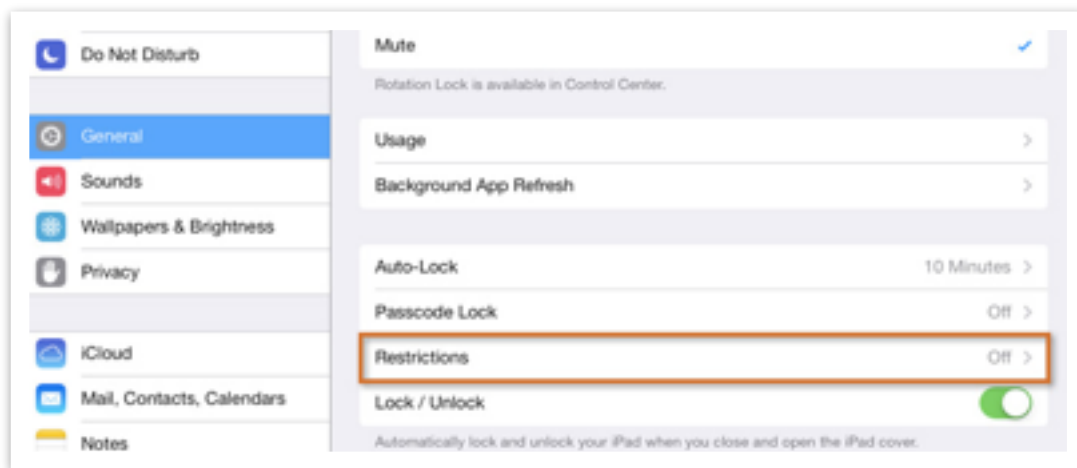 Do Not Disturb
General
Sounds
Wallpapers & Brightness
Privacy
iCloud
Mail, Contacts, Calendars
Notes
Mute
Rotation Lock is available in Control Center.
Usage
Background App Refresh
Auto-Lock 10 Minutes
Passcode Lock Off
Restrictions Off
Lock / Unlock
Automatically lock and unlock your iPad when you close and open the iPad cover.